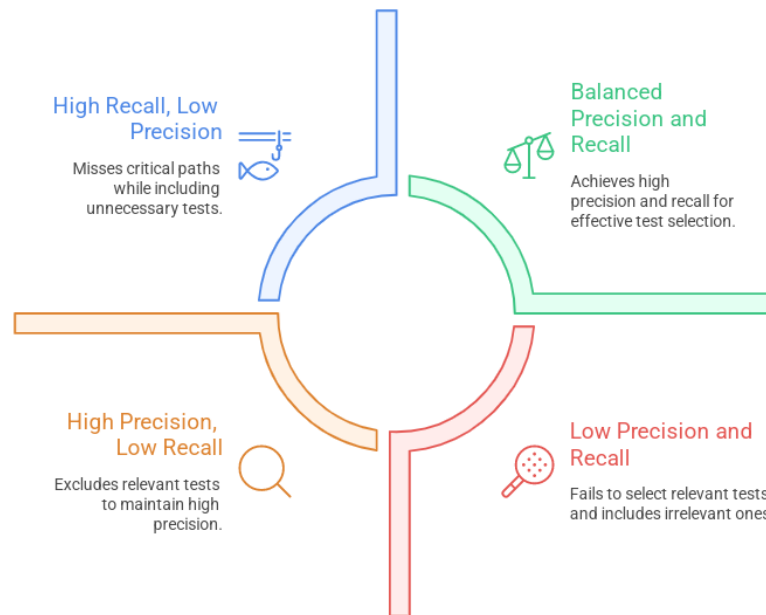 High Recall, Low
Precision
Misses critical paths
while including
unnecessary tests.
Balanced
Precision and
Recall
Achieves high
precision and recall for
effective test selection.
High Precision,
Low Recall
Excludes relevant tests
to maintain high
precision.
Low Precision and
Recall
Fails to select relevant tests
and includes irrelevant ones